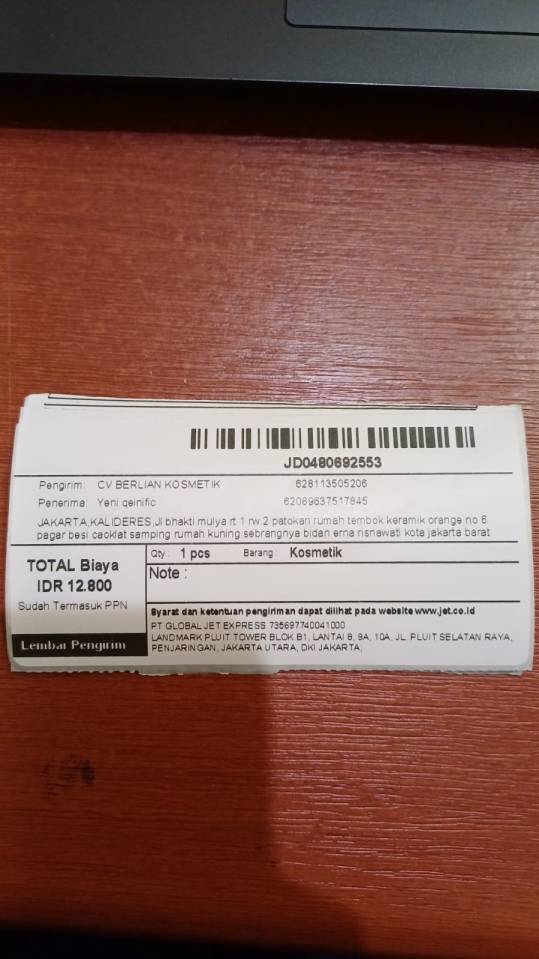 JD0480692553
Pengirim: CV BERLIAN KOSMETIK 628113505206
Penerima: Yeni qeinific 62089637517845
JAKARTA,KALIDERES,Jl bhakti mulya rt 1 rw 2 patokan rumah tembok keramik orange no 6
pagar besi caoklat samping rumah kuning sebrangnya bidan erna risnawati kota jakarta barat
TOTAL Biaya
IDR 12.800
Sudah Termasuk PPN
Lembar Pengirim
Qty : 1 pcs Barang : Kosmetik
Note :
Syarat dan ketentuan pengiriman dapat dilihat pada website www.jet.co.id
PT GLOBAL JET EXPRESS 735697740041000
LANDMARK PLUIT TOWER BLOK B1, LANTAI 8, 9A, 10A, JL. PLUIT SELATAN RAYA,
PENJARINGAN, JAKARTA UTARA, DKI JAKARTA,